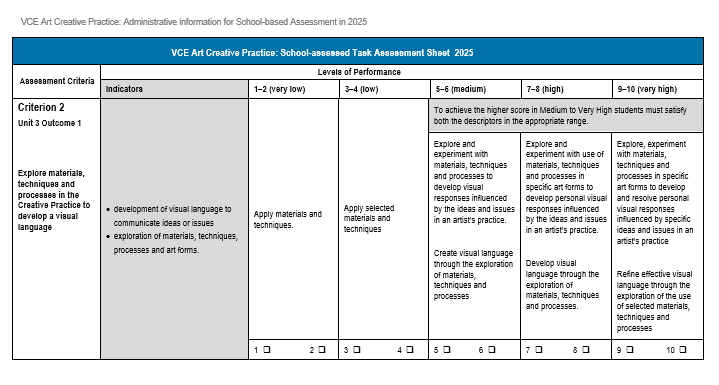 VCE Art Creative Practice: Administrative information for School-based Assessment in 2025
VCE Art Creative Practice: School-assessed Task Assessment Sheet 2025
Assessment Criteria
Levels of Performance
Indicators
1–2 (very low)
3–4 (low)
5–6 (medium)
7–8 (high)
9–10 (very high)
Criterion 2
Unit 3 Outcome 1
Explore materials,
techniques and
processes in the
Creative Practice to
develop a visual
language
• development of visual language to
communicate ideas or issues
• exploration of materials, techniques,
processes and art forms.
Apply materials and
techniques.
Apply selected
materials and
techniques
To achieve the higher score in Medium to Very High students must satisfy
both the descriptors in the appropriate range.
Explore and
experiment with
materials, techniques
and processes to
develop visual
responses influenced
by the ideas and issues
in an artist's practice.
Create visual language
through the exploration
of materials,
techniques and
processes
Explore and
experiment with use of
materials, techniques
and processes in
specific art forms to
develop personal visual
responses influenced
by the ideas and issues
in an artist's practice.
Develop visual
language through the
exploration of
materials, techniques
and processes.
Explore, experiment
with materials,
techniques and
processes in specific
art forms to develop
and resolve personal
visual responses
influenced by specific
ideas and issues in an
artist's practice
Refine effective visual
language through the
exploration of the use
of selected materials,
techniques and
processes
1 ❑ 2 ❑
3 ❑ 4 ❑
5 ❑ 6 ❑
7 ❑ 8 ❑
9 ❑ 10 ❑